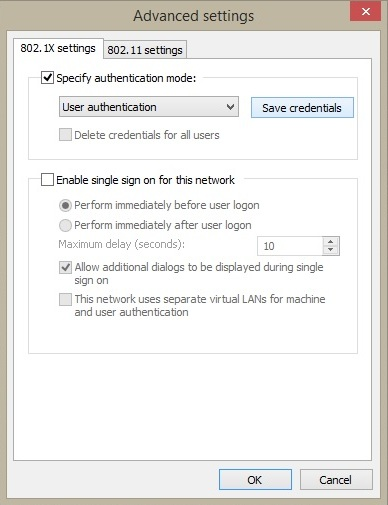 Advanced settings
802.1X settings
802.11 settings
Specify authentication mode:
User authentication
Save credentials
Delete credentials for all users
Enable single sign on for this network
Perform immediately before user logon
Perform immediately after user logon
Maximum delay (seconds):
10
Allow additional dialogs to be displayed during single
sign on
This network uses separate virtual LANs for machine
and user authentication
OK
Cancel